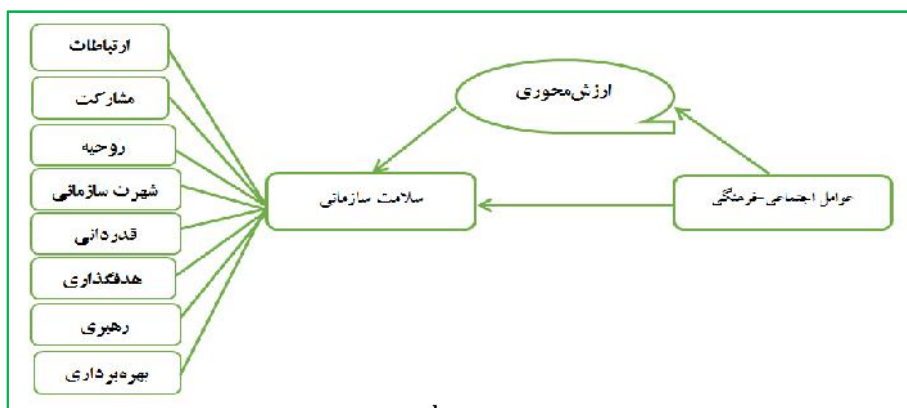 ارتباطات
مشارکت
روحیه
شهرت سازمانی
قدردانی
هدفگذاری
رهبری
بهره‌برداری
ارزش‌محوری
سلامت سازمانی
عوامل اجتماعی-فرهنگی